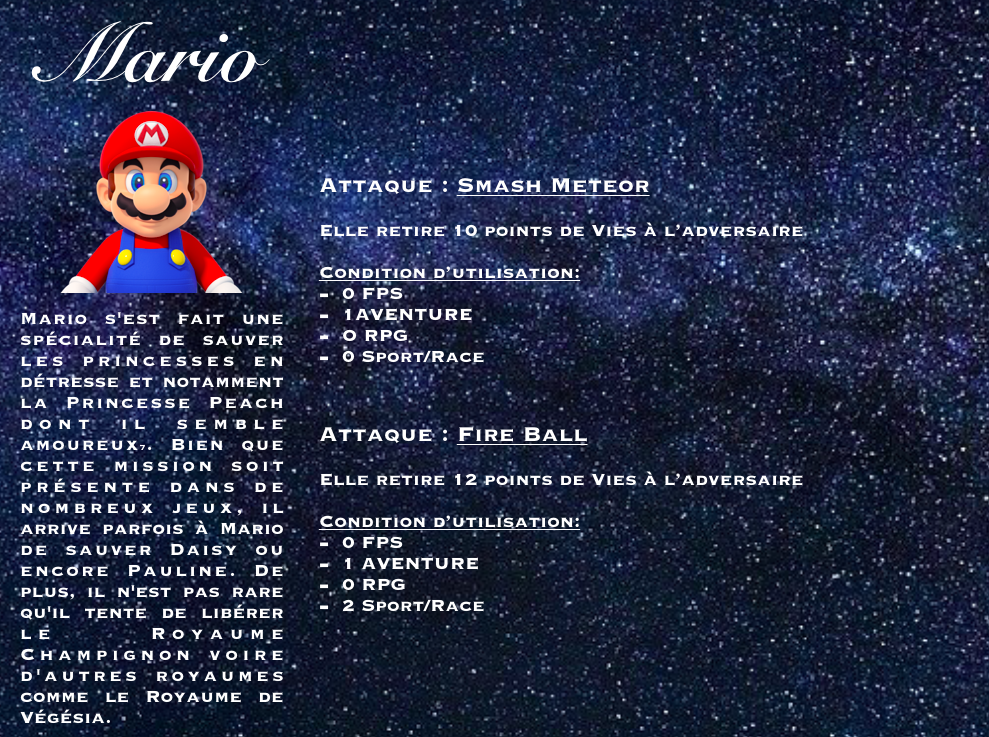 Mario
M
MARIO S'EST FAIT UNE
SPÉCIALITÉ DE SAUVER
LES PRINCESSES EN
DÉTRESSE ET NOTAMMENT
LA PRINCESSE PEACH
DONT IL SEMBLE
AMOUREUX7. BIEN QUE
CETTE MISSION SOIT
PRÉSENTE DANS DE
NOMBREUX JEUX, IL
ARRIVE PARFOIS À MARIO
DE SAUVER DAISY OU
ENCORE PAULINE. DE
PLUS, IL N'EST PAS RARE
QU'IL TENTE DE LIBÉRER
LE ROYAUME
CHAMPIGNON VOIRE
D'AUTRES ROYAUMES
COMME LE ROYAUME DE
VÉGÉSIA.
ATTAQUE : SMASH METEOR
ELLE RETIRE 10 POINTS DE VIES À L’ADVERSAIRE
CONDITION D’UTILISATION:
- 0 FPS
- 1AVENTURE
- O RPG
- 0 SPORT/RACE
ATTAQUE : FIRE BALL
ELLE RETIRE 12 POINTS DE VIES À L’ADVERSAIRE
CONDITION D’UTILISATION:
- 0 FPS
- 1 AVENTURE
- 0 RPG
- 2 SPORT/RACE